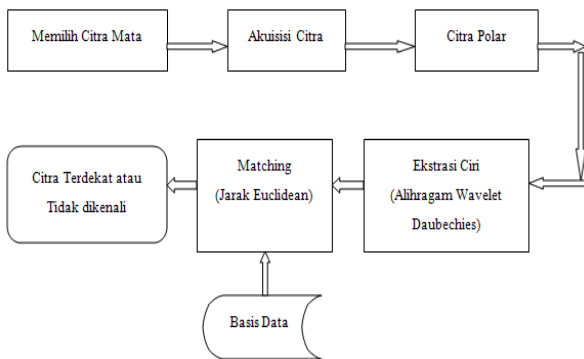 Memilih Citra Mata
Akuisisi Citra
Citra Polar
Ekstrasi Ciri
(Alihragam Wavelet
Daubechies)
Matching
(Jarak Euclidean)
Citra Terdekat atau
Tidak dikenali
Basis Data